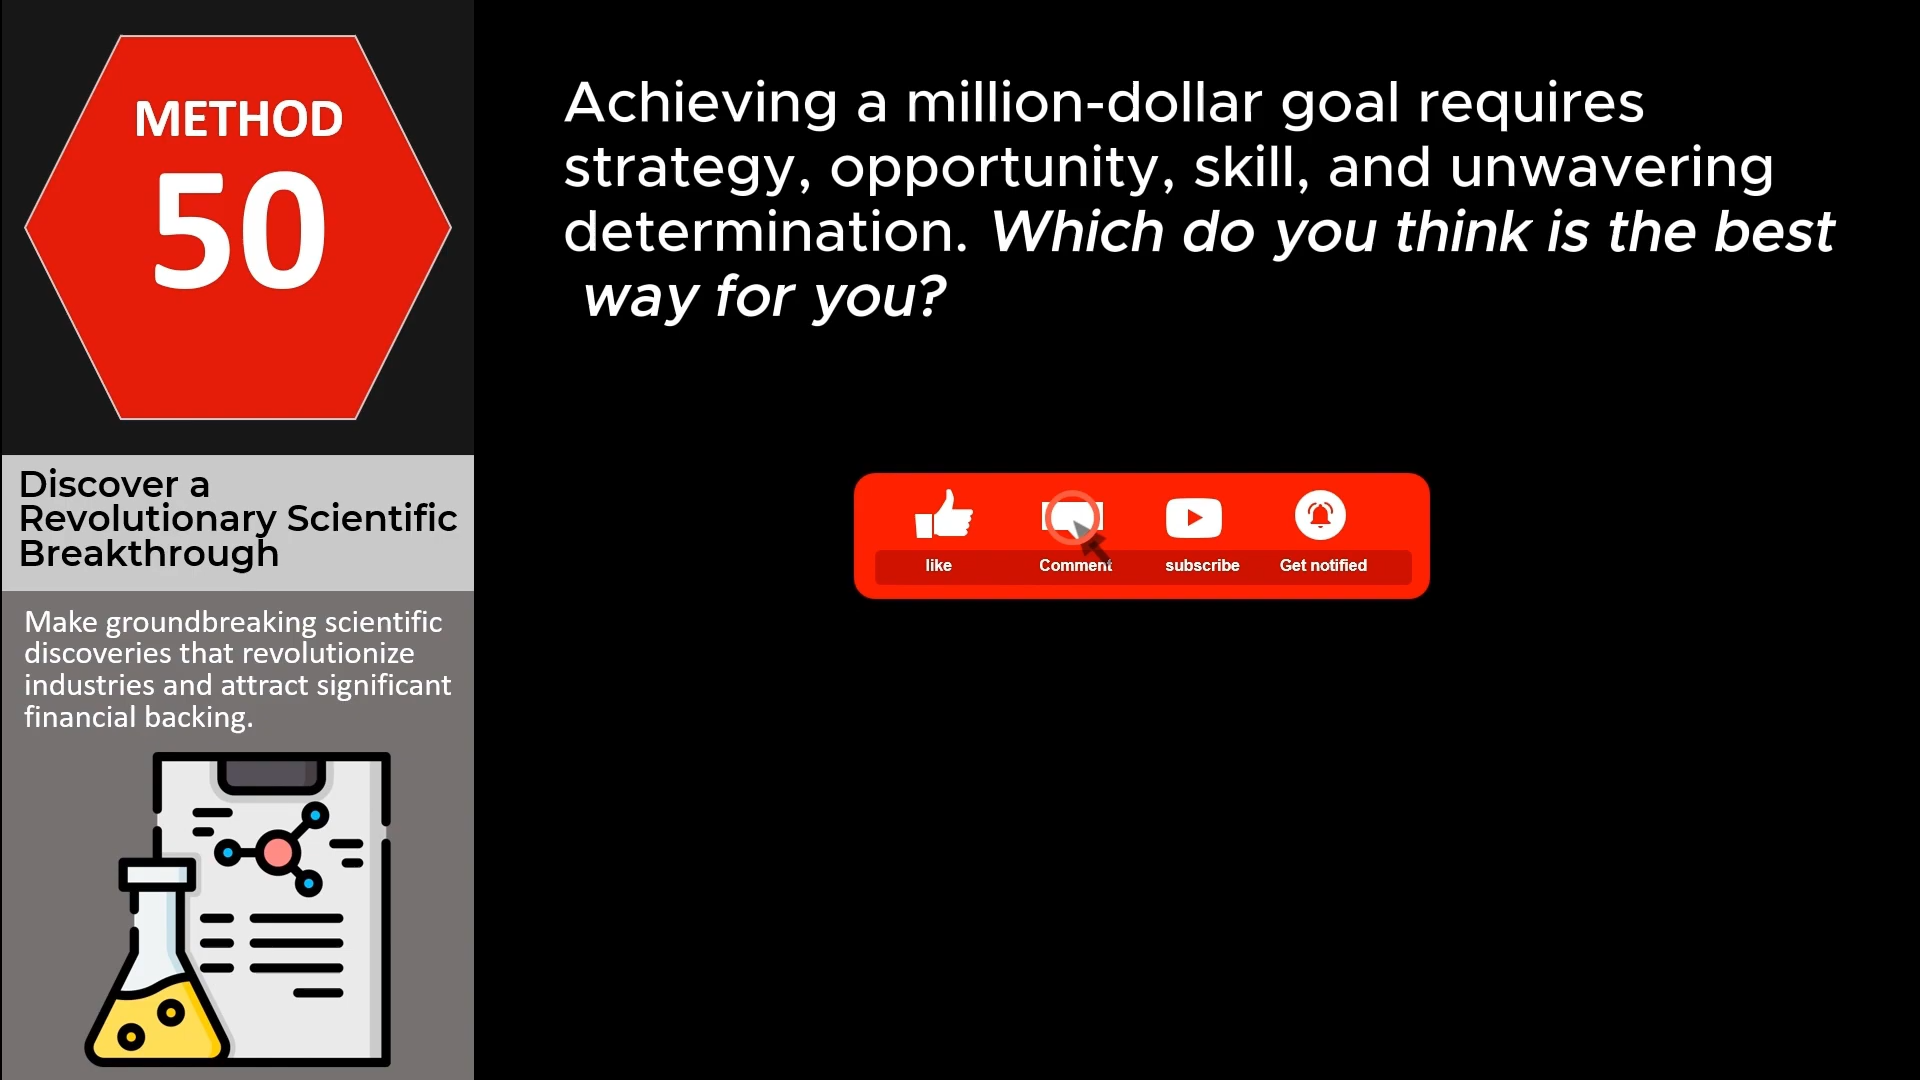 METHOD
50
Discover a
Revolutionary Scientific
Breakthrough
Make groundbreaking scientific
discoveries that revolutionize
industries and attract significant
financial backing.
Achieving a million-dollar goal requires
strategy, opportunity, skill, and unwavering
determination. Which do you think is the best
way for you?
like
Comment
subscribe
Get notified